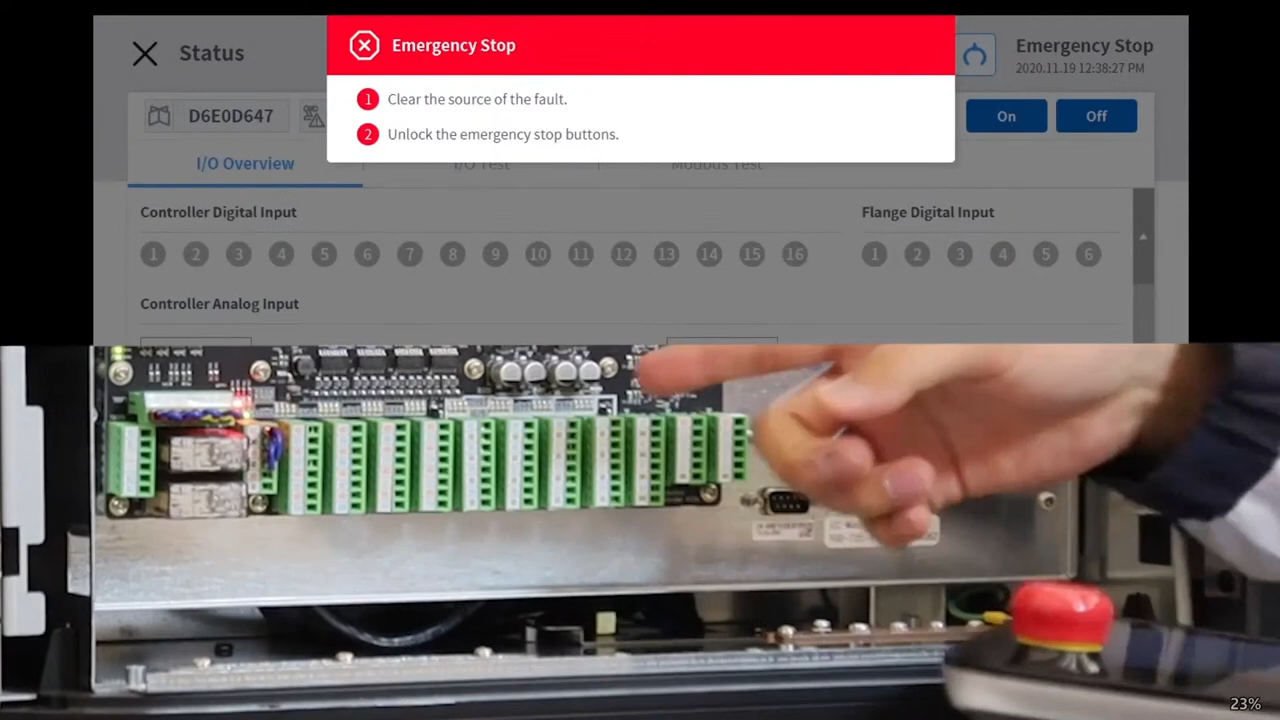 Emergency Stop
1 Clear the source of the fault.
2 Unlock the emergency stop buttons.
Status
Emergency Stop
2020.11.19 12:38:27 PM
D6E0D647
On
Off
I/O Overview
I/O Test
Modbus Test
Controller Digital Input
Flange Digital Input
1 2 3 4 5 6 7 8 9 10 11 12 13 14 15 16
1 2 3 4 5 6
Controller Analog Input
23%